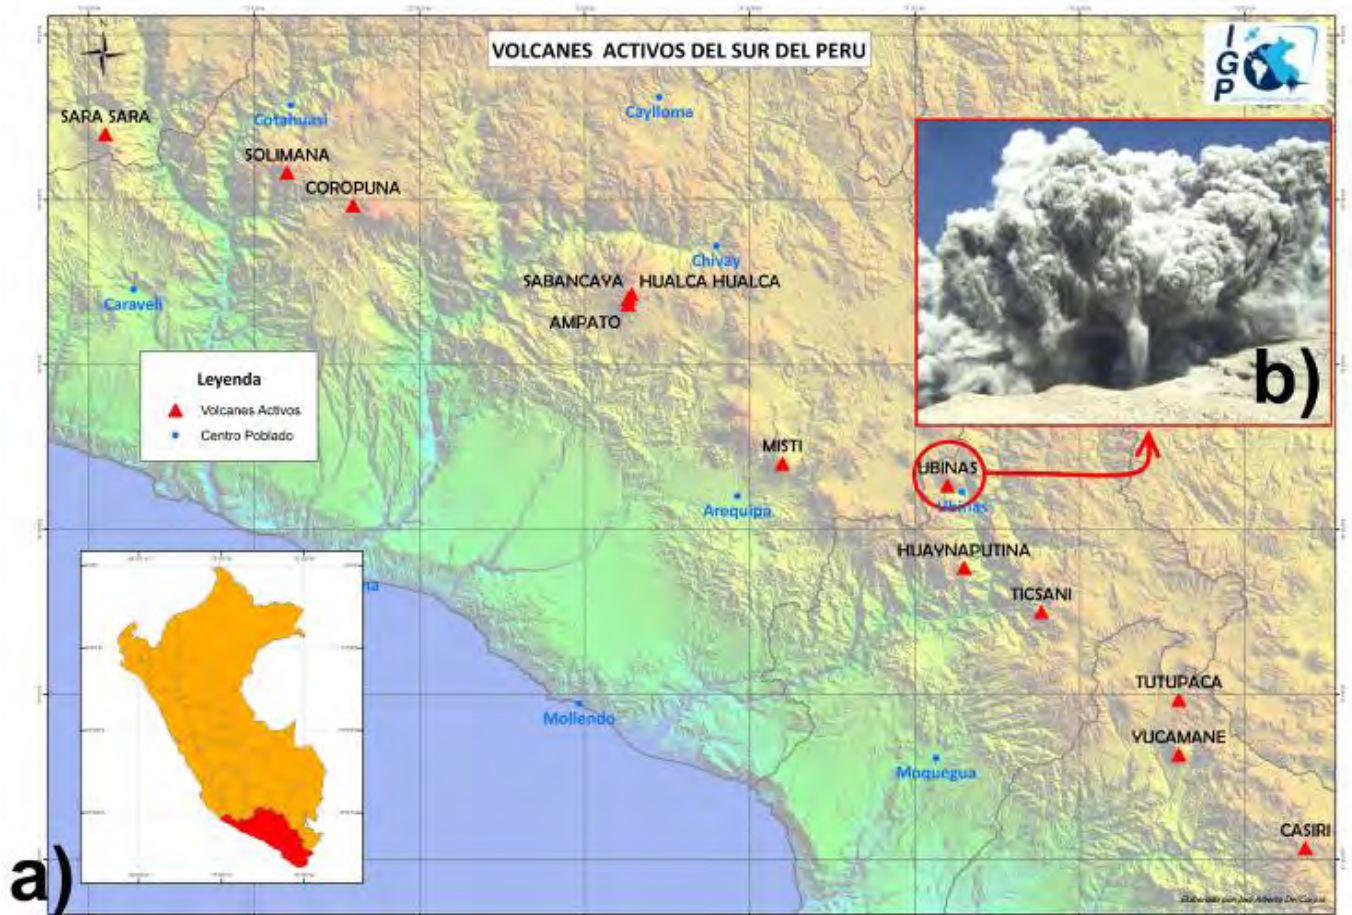 VOLCANES ACTIVOS DEL SUR DEL PERU
I
G
P
N
SARA SARA
Cotahuasi
Caylloma
SOLIMANA
COROPUNA
Chivay
SABANCAYA
HUALCA HUALCA
AMPATO
Caraveli
b)
Leyenda
Volcanes Activos
Centro Poblado
MISTI
UBINAS
Arequipa
Ubinas
HUAYNAPUTINA
TICSANI
na
TUTUPACA
Mollendo
YUCAMANE
Moquegua
CASIRI
a)